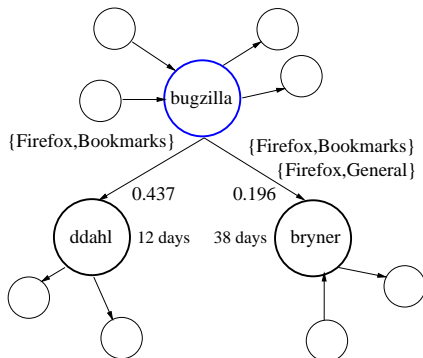 bugzilla
{Firefox,Bookmarks}
{Firefox,Bookmarks}
{Firefox,General}
0.437
0.196
ddahl
12 days
38 days
bryner